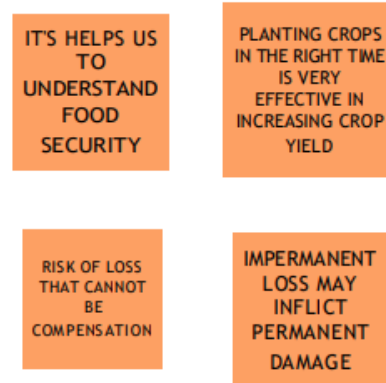 IT'S HELPS US
TO
UNDERSTAND
FOOD
SECURITY
PLANTING CROPS
IN THE RIGHT TIME
IS VERY
EFFECTIVE IN
INCREASING CROP
YIELD
RISK OF LOSS
THAT CANNOT
BE
COMPENSATION
IMPERMANENT
LOSS MAY
INFLICT
PERMANENT
DAMAGE